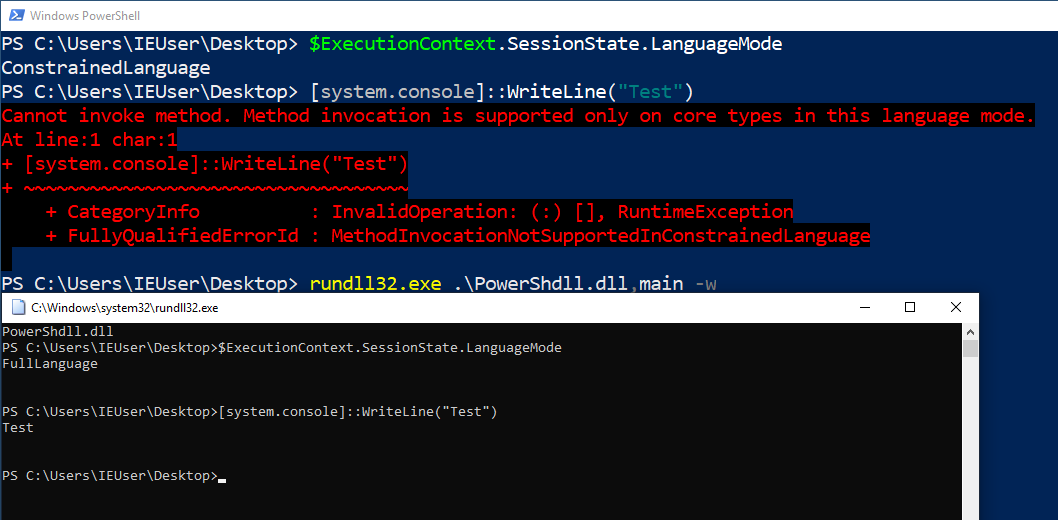 Windows PowerShell
PS C:\Users\IEUser\Desktop> $ExecutionContext.SessionState.LanguageMode
ConstrainedLanguage
PS C:\Users\IEUser\Desktop> [system.console]::WriteLine("Test")
Cannot invoke method. Method invocation is supported only on core types in this language mode.
At line:1 char:1
+ [system.console]::WriteLine("Test")
+ ~~~~~~~~~~~~~~~~~~~~~~~~~~~~~~~~~~~
    + CategoryInfo          : InvalidOperation: (:) [], RuntimeException
    + FullyQualifiedErrorId : MethodInvocationNotSupportedInConstrainedLanguage
PS C:\Users\IEUser\Desktop> rundll32.exe .\PowerShdll.dll,main -w
C:\Windows\system32\rundll32.exe
PowerShdll.dll
PS C:\Users\IEUser\Desktop>$ExecutionContext.SessionState.LanguageMode
FullLanguage
PS C:\Users\IEUser\Desktop>[system.console]::WriteLine("Test")
Test
PS C:\Users\IEUser\Desktop>